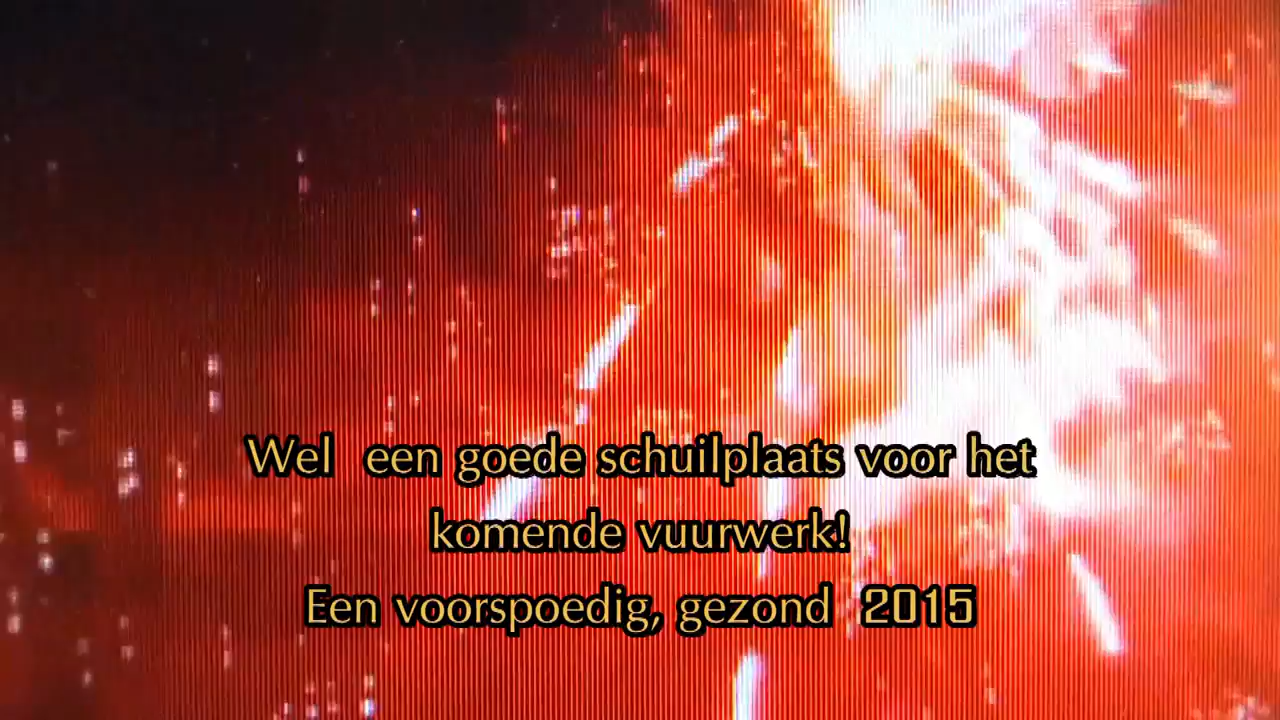 Wel  een goede schuilplaats voor het
komende vuurwerk!
Een voorspoedig, gezond  2015